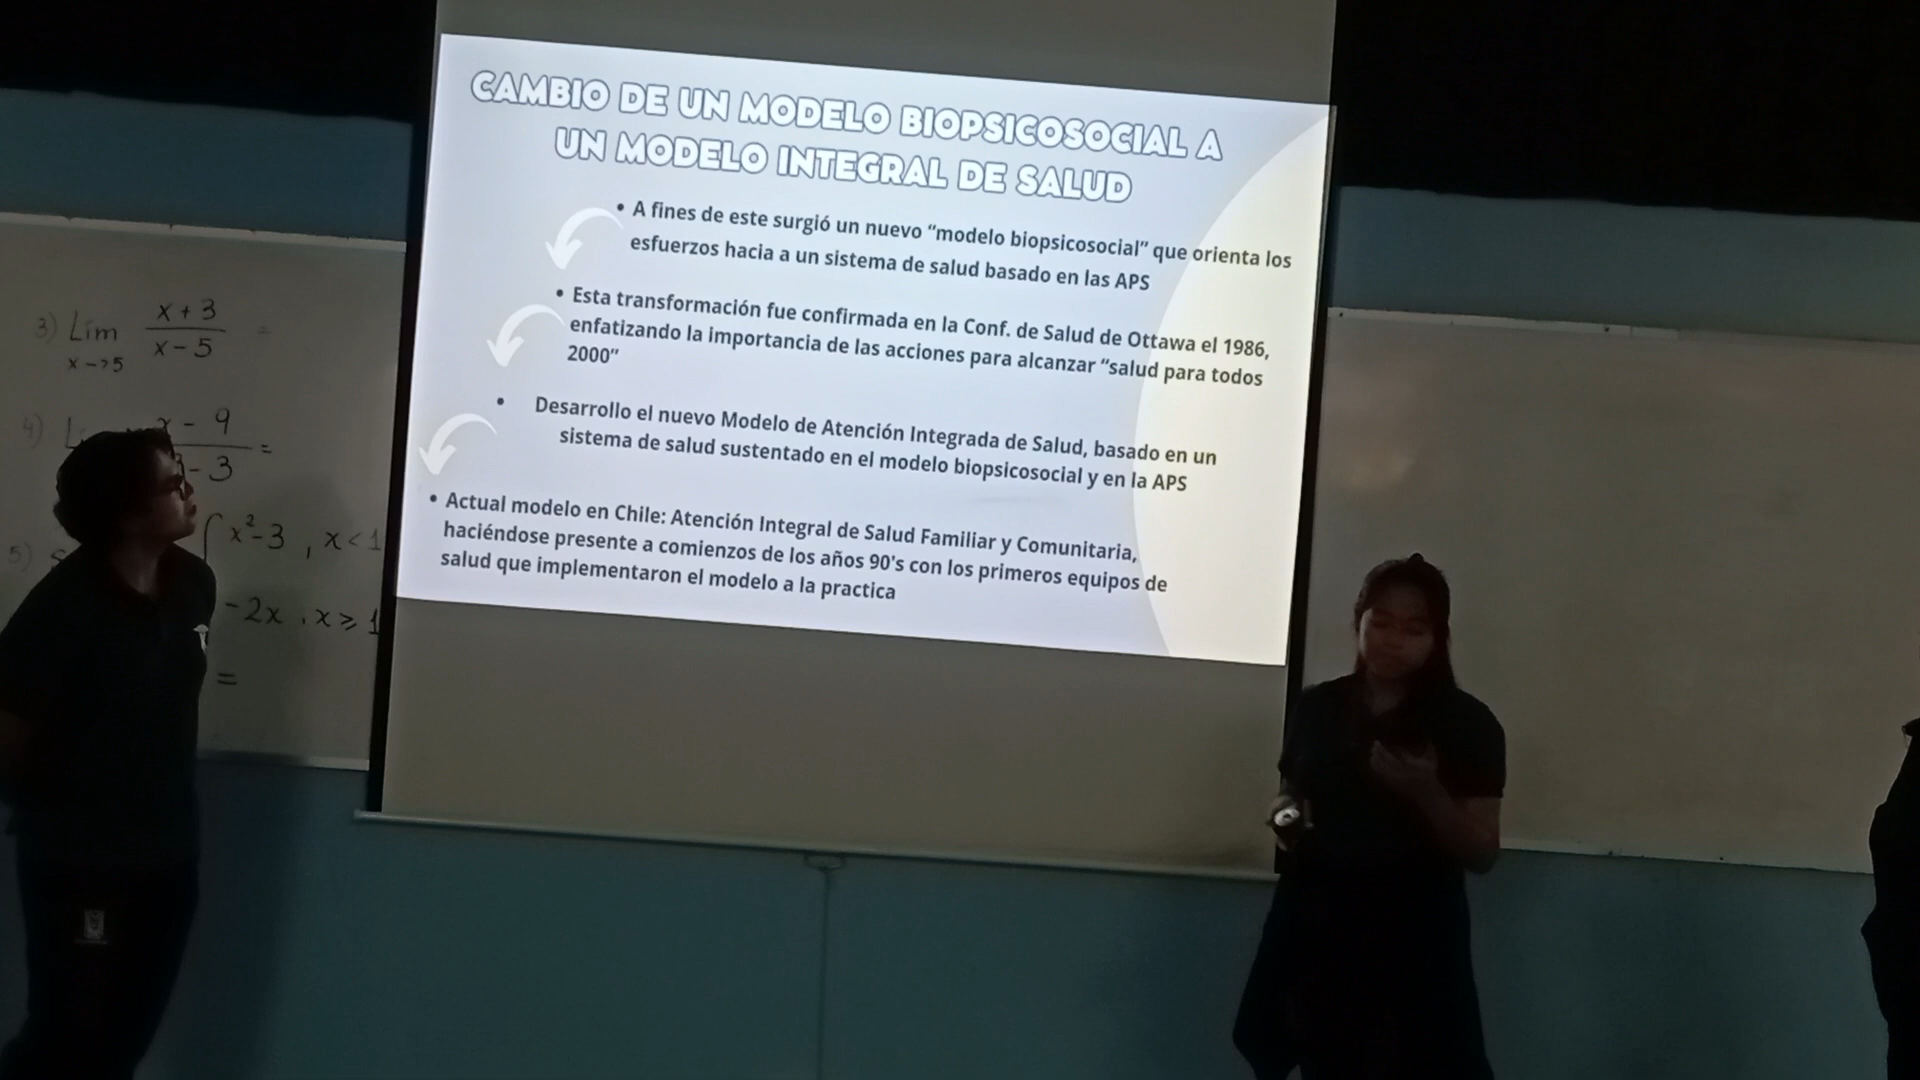 CAMBIO DE UN MODELO BIOPSICOSOCIAL A
UN MODELO INTEGRAL DE SALUD
• A fines de este surgió un nuevo “modelo biopsicosocial” que orienta los
esfuerzos hacia a un sistema de salud basado en las APS
• Esta transformación fue confirmada en la Conf. de Salud de Ottawa el 1986,
enfatizando la importancia de las acciones para alcanzar “salud para todos
2000”
• Desarrollo el nuevo Modelo de Atención Integrada de Salud, basado en un
sistema de salud sustentado en el modelo biopsicosocial y en la APS
• Actual modelo en Chile: Atención Integral de Salud Familiar y Comunitaria,
haciéndose presente a comienzos de los años 90's con los primeros equipos de
salud que implementaron el modelo a la practica
3) Lim x + 3 =
x -> 5 x - 5
4) - 9
- 3 =
5) x² - 3 , x < 1
- 2x , x ⩾ 1
=